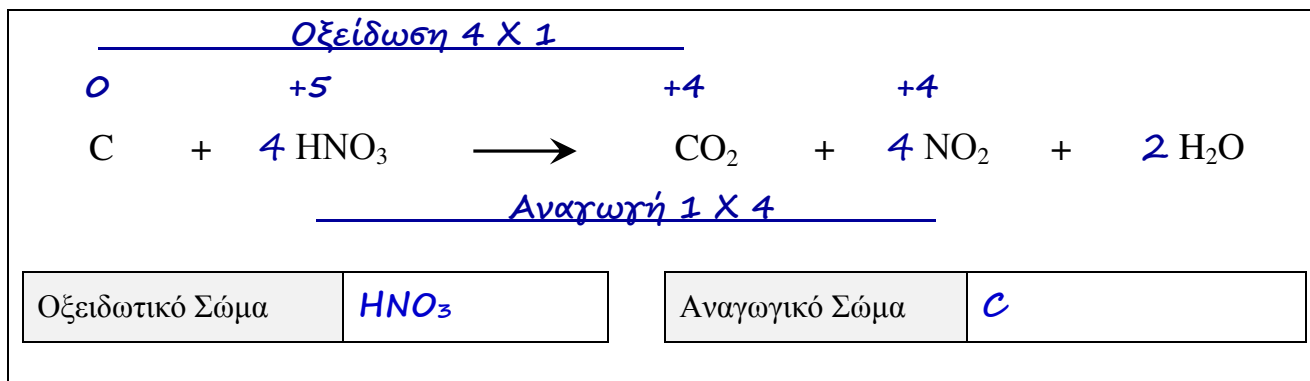 Οξείδωση 4 Χ 1
0 +5 +4 +4
C + 4 HNO₃ ⟶ CO₂ + 4 NO₂ + 2 H₂O
Αναγωγή 1 Χ 4
Οξειδωτικό Σώμα HNO₃ Αναγωγικό Σώμα C